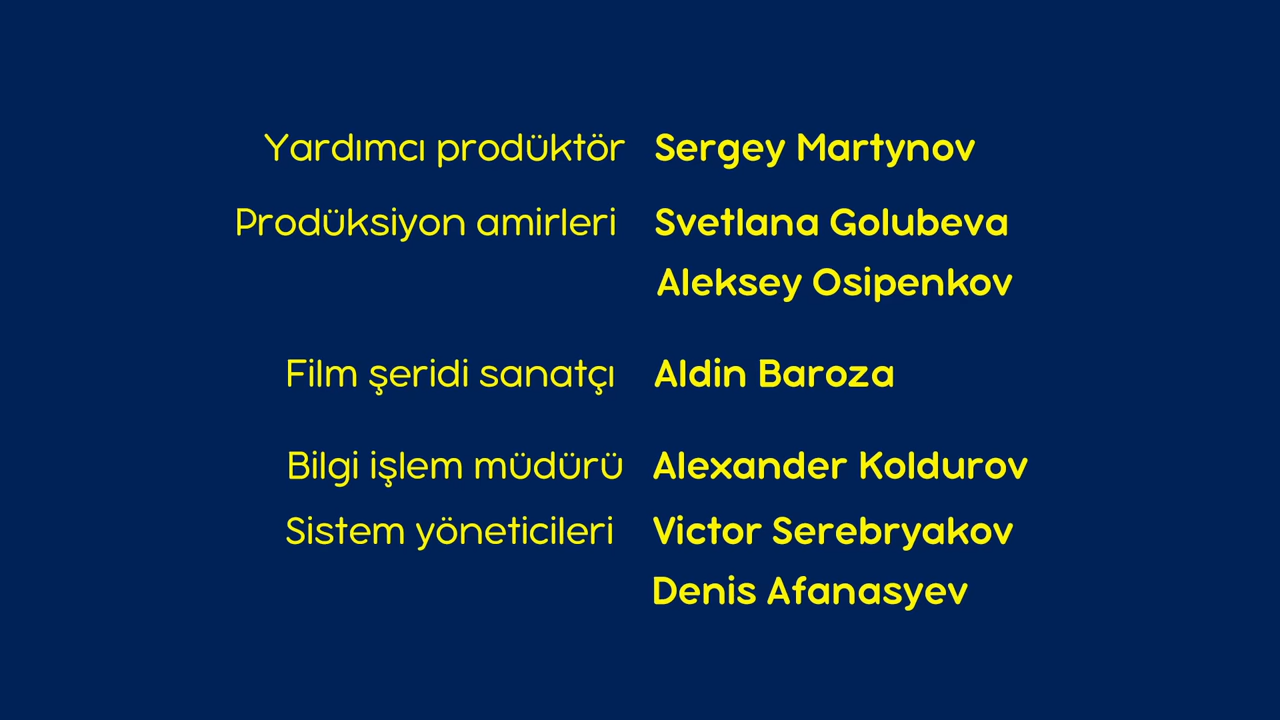 Yardımcı prodüktör Sergey Martynov
Prodüksiyon amirleri Svetlana Golubeva
Aleksey Osipenkov
Film şeridi sanatçı Aldin Baroza
Bilgi işlem müdürü Alexander Koldurov
Sistem yöneticileri Victor Serebryakov
Denis Afanasyev